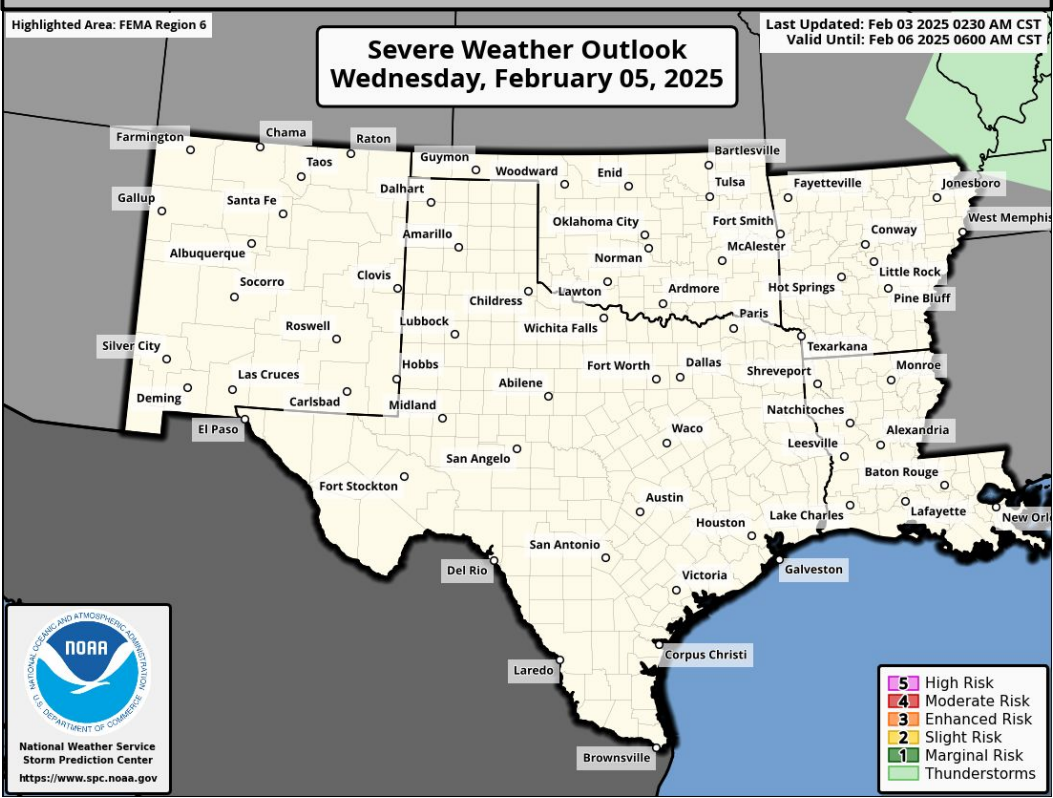 Highlighted Area: FEMA Region 6
Last Updated: Feb 03 2025 0230 AM CST
Valid Until: Feb 06 2025 0600 AM CST
Severe Weather Outlook
Wednesday, February 05, 2025
Farmington
Chama
Raton
Taos
Guymon
Woodward
Enid
Bartlesville
Tulsa
Fayetteville
Jonesboro
Gallup
Santa Fe
Dalhart
Oklahoma City
Fort Smith
West Memphis
Albuquerque
Amarillo
Norman
McAlester
Conway
Socorro
Clovis
Childress
Lawton
Ardmore
Hot Springs
Little Rock
Pine Bluff
Roswell
Lubbock
Wichita Falls
Paris
Texarkana
Silver City
Las Cruces
Hobbs
Fort Worth
Dallas
Shreveport
Monroe
Deming
Carlsbad
Midland
Abilene
Natchitoches
El Paso
Waco
Leesville
Alexandria
San Angelo
Fort Stockton
Baton Rouge
Austin
Houston
Lake Charles
Lafayette
New Orl
San Antonio
Del Rio
Victoria
Galveston
Laredo
Corpus Christi
Brownsville
NATIONAL OCEANIC AND ATMOSPHERIC ADMINISTRATION
NOAA
U.S. DEPARTMENT OF COMMERCE
National Weather Service
Storm Prediction Center
https://www.spc.noaa.gov
5 High Risk
4 Moderate Risk
3 Enhanced Risk
2 Slight Risk
1 Marginal Risk
Thunderstorms